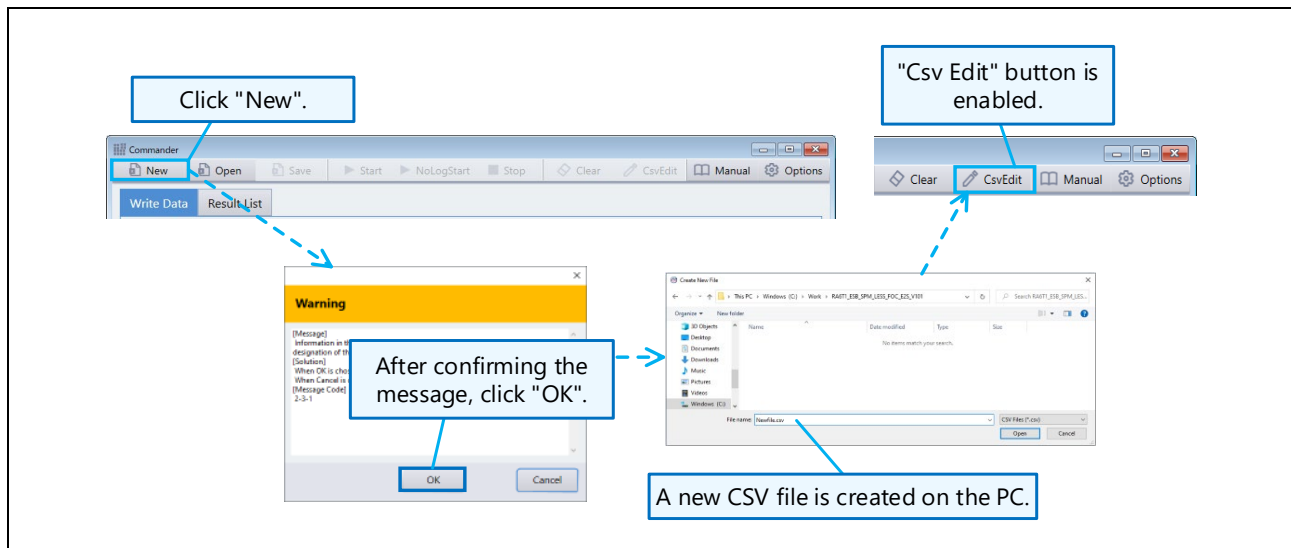 Click "New".
"Csv Edit" button is
enabled.
Commander
New Open Save Start NoLogStart Stop Clear CsvEdit Manual Options
Write Data Result List
Clear CsvEdit Manual Options
Warning
[Message]
Information in th
designation of th
[Solution]
When OK is chos
When Cancel is
[Message Code]
2-3-1
After confirming the
message, click "OK".
OK Cancel
Create New File
This PC > Windows (C:) > Work > RA6T1_ESB_SPM_LESS_FOC_E2S_V101
Search RA6T1_ESB_SPM_LES...
Organize New folder
3D Objects
Desktop
Documents
Downloads
Music
Pictures
Videos
Windows (C:)
Name Date modified Type Size
No items match your search.
File name: Newfile.csv CSV Files (*.csv)
Open Cancel
A new CSV file is created on the PC.